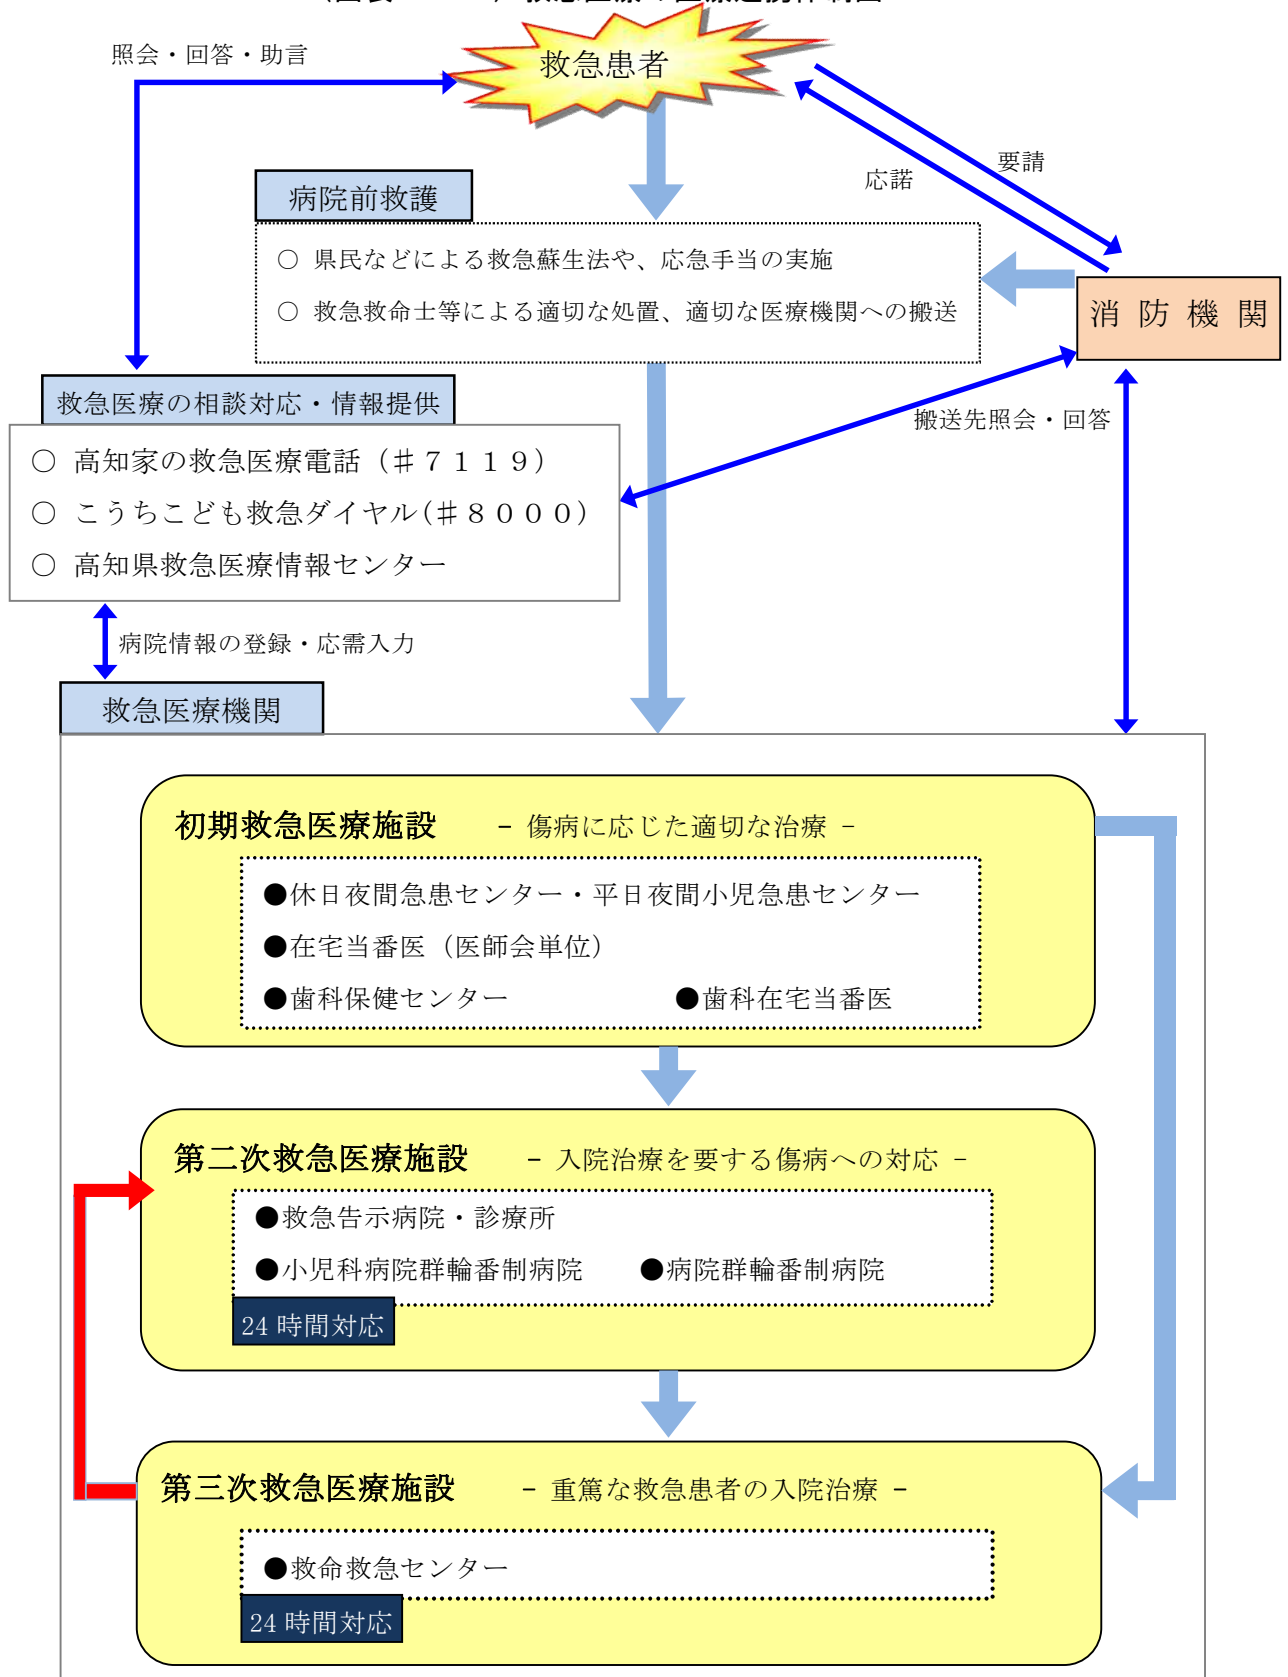 救急医療の医療連携体制図
照会・回答・助言
救急患者
要請
応諾
病院前救護
○ 県民などによる救急蘇生法や、応急手当の実施
○ 救急救命士等による適切な処置、適切な医療機関への搬送
消防機関
救急医療の相談対応・情報提供
搬送先照会・回答
○ 高知家の救急医療電話（＃７１１９）
○ こうちこども救急ダイヤル(＃８０００）
○ 高知県救急医療情報センター
病院情報の登録・応需入力
救急医療機関
初期救急医療施設 － 傷病に応じた適切な治療 －
●休日夜間急患センター・平日夜間小児急患センター
●在宅当番医（医師会単位）
●歯科保健センター ●歯科在宅当番医
第二次救急医療施設 － 入院治療を要する傷病への対応 －
●救急告示病院・診療所
●小児科病院群輪番制病院 ●病院群輪番制病院
24 時間対応
第三次救急医療施設 － 重篤な救急患者の入院治療 －
●救命救急センター
24 時間対応